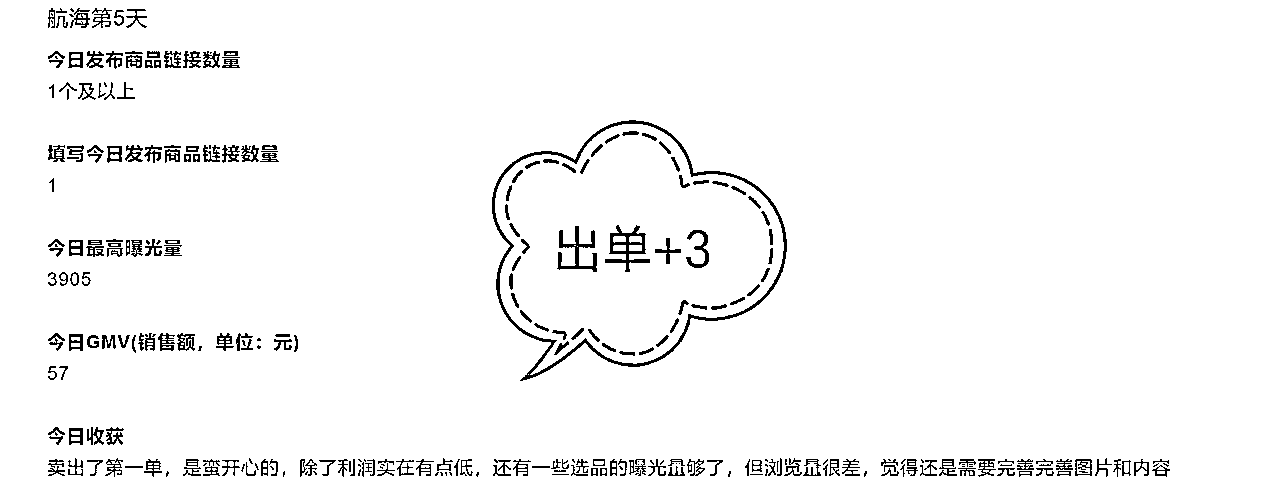 航海第5天
今日发布商品链接数量
1个及以上
填写今日发布商品链接数量
1
今日最高曝光量
3905
今日GMV(销售额，单位：元)
57
出单+3
今日收获
卖出了第一单，是蛮开心的，除了利润实在有点低，还有一些选品的曝光量够了，但浏览量很差，觉得还是需要完善完善图片和内容